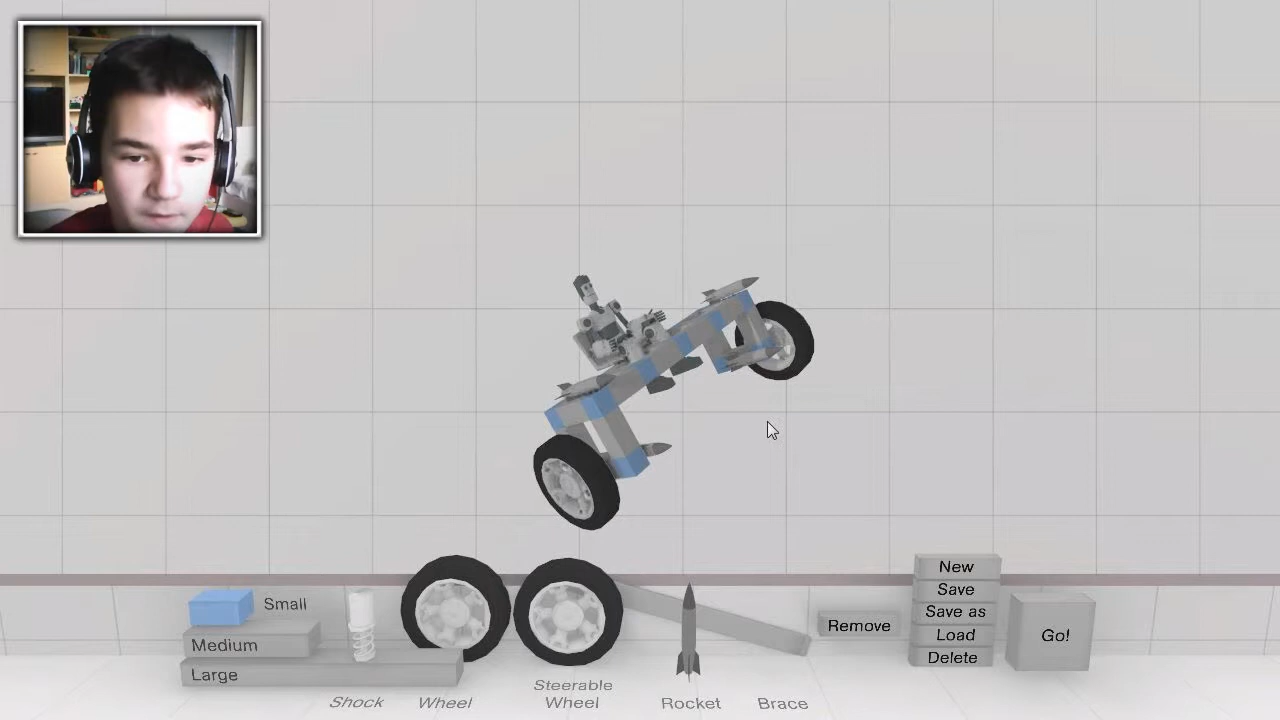 Small
Medium
Large
Shock
Wheel
Steerable
Wheel
Rocket
Brace
Remove
New
Save
Save as
Load
Delete
Go!